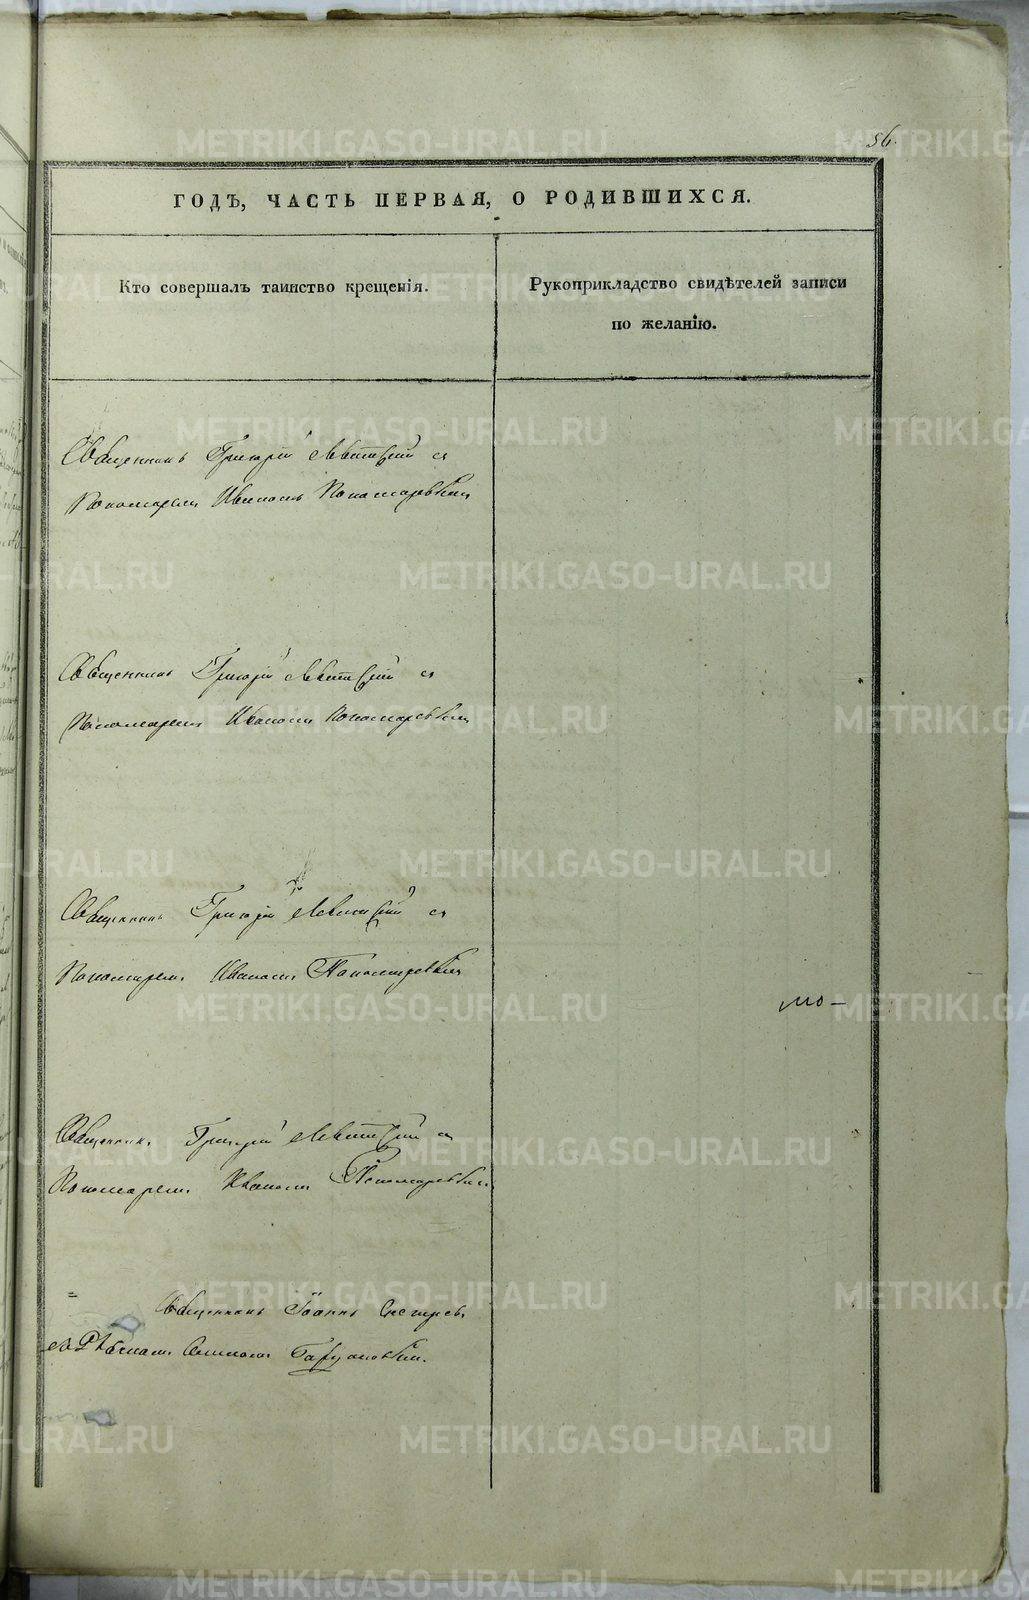 56.
ГОДЪ, ЧАСТЬ ПЕРВАЯ, О РОДИВШИХСЯ.
Кто совершалъ таинство крещенія.
Рукоприкладство свидѣтелей записи
по желанію.
Священникъ Григорій Левитскій съ
Пономаремъ Иваномъ Пономаревымъ
Священникъ Григорій Левитскій съ
Пономаремъ Иваномъ Пономаревымъ
Священникъ Григорій Левитскій съ
Пономаремъ Иваномъ Пономаревымъ
мо-
Священникъ Григорій Левитскій съ
Пономаремъ Иваномъ Пономаревымъ
Священникъ Іоаннъ
METRIKI.GASO-URAL.RU